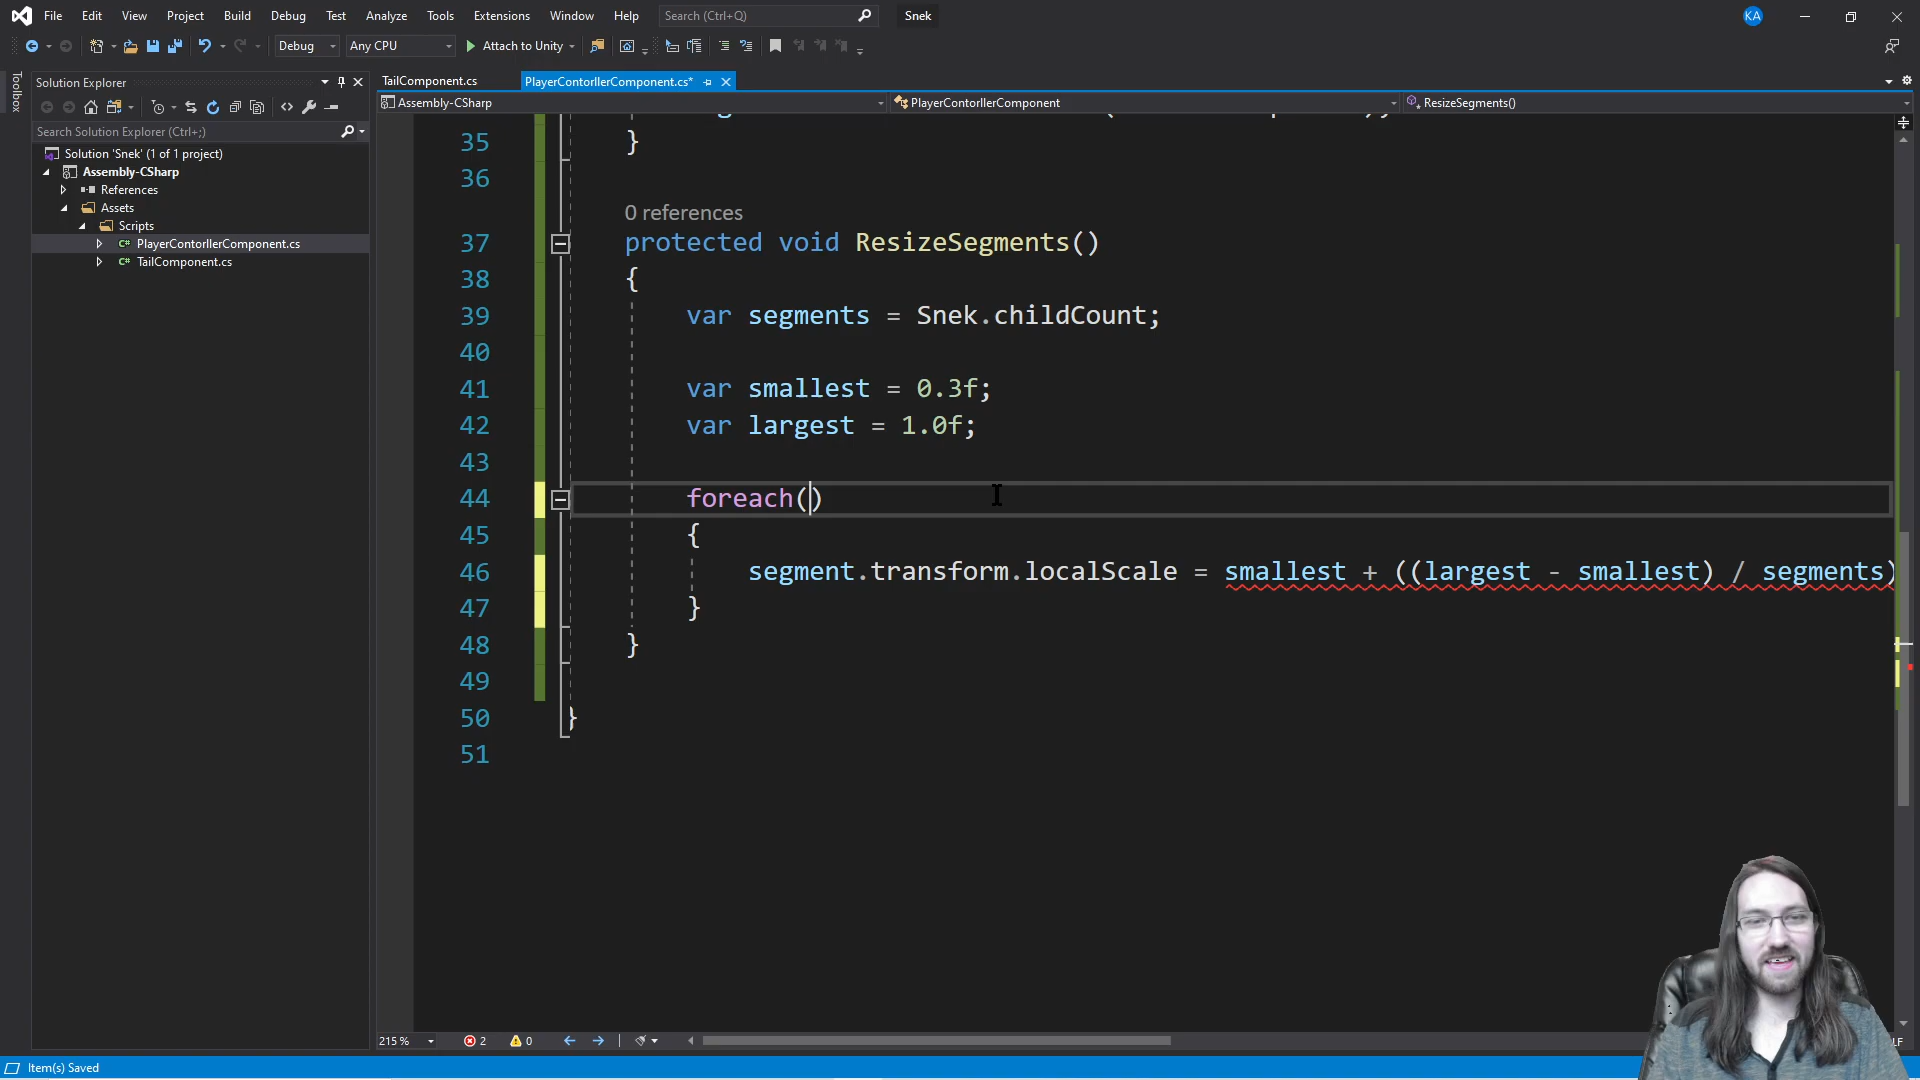 File Edit View Project Build Debug Test Analyze Tools Extensions Window Help Search (Ctrl+Q) Snek KA
Debug Any CPU Attach to Unity
Toolbox
Solution Explorer
Search Solution Explorer (Ctrl+;)
Solution 'Snek' (1 of 1 project)
Assembly-CSharp
References
Assets
Scripts
C# PlayerContorllerComponent.cs
C# TailComponent.cs
TailComponent.cs PlayerContorllerComponent.cs*
Assembly-CSharp PlayerContorllerComponent ResizeSegments()
35 }
36
0 references
37 protected void ResizeSegments()
38 {
39 var segments = Snek.childCount;
40
41 var smallest = 0.3f;
42 var largest = 1.0f;
43
44 foreach()
45 {
46 segment.transform.localScale = smallest + ((largest - smallest) / segments)
47 }
48 }
49
50 }
51
215 % 2 0 LF
Item(s) Saved